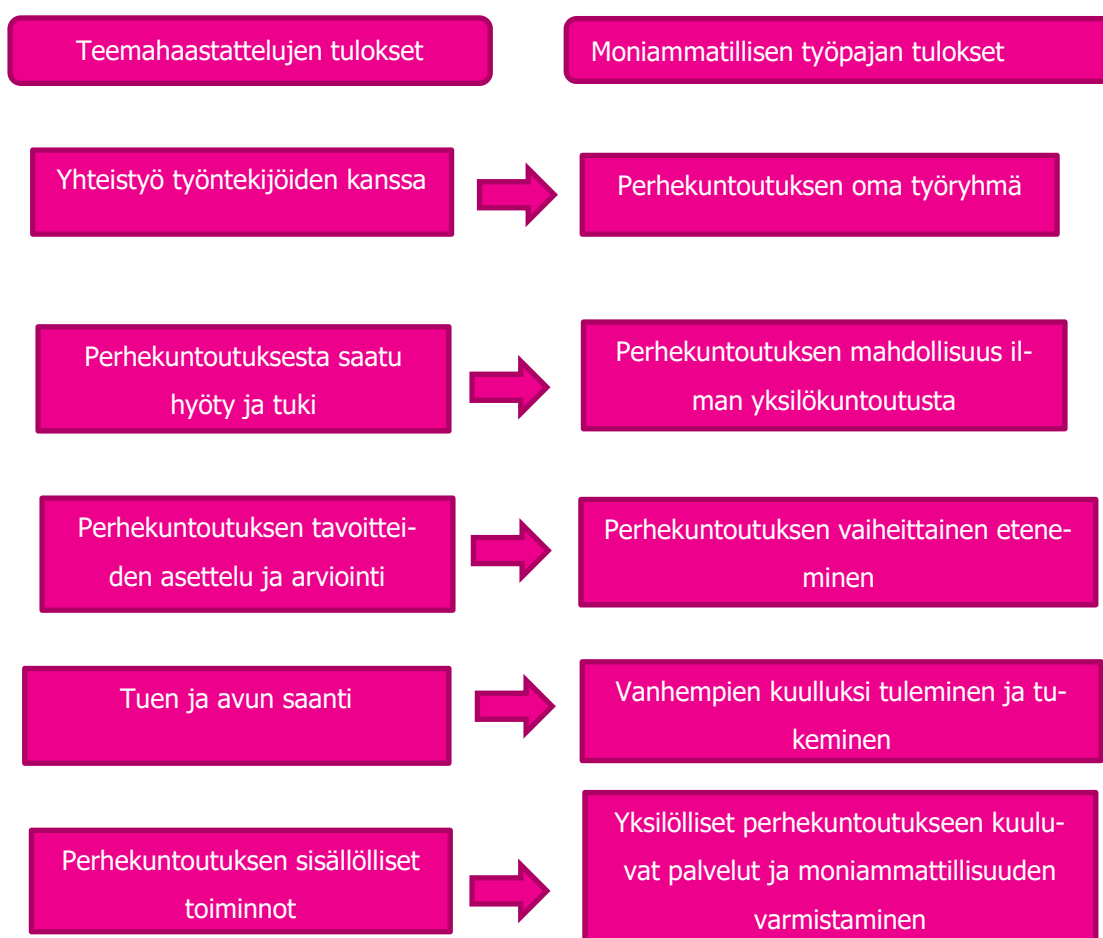 Teemahaastattelujen tulokset
Moniammatillisen työpajan tulokset
Yhteistyö työntekijöiden kanssa
Perhekuntoutuksen oma työryhmä
Perhekuntoutuksesta saatu
hyöty ja tuki
Perhekuntoutuksen mahdollisuus il-
man yksilökuntoutusta
Perhekuntoutuksen tavoittei-
den asettelu ja arviointi
Perhekuntoutuksen vaiheittainen etene-
minen
Tuen ja avun saanti
Vanhempien kuulluksi tuleminen ja tu-
keminen
Perhekuntoutuksen sisällölliset
toiminnot
Yksilölliset perhekuntoutukseen kuulu-
vat palvelut ja moniammattillisuuden
varmistaminen